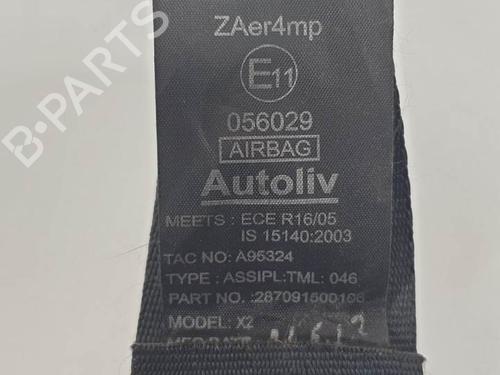 ZAer4mp
E11
056029
AIRBAG
Autoliv
MEETS : ECE R16/05
IS 15140:2003
TAC NO: A95324
TYPE : ASSIPL:TML: 046
PART NO. :287091500106
MODEL: X2
B-PARTS